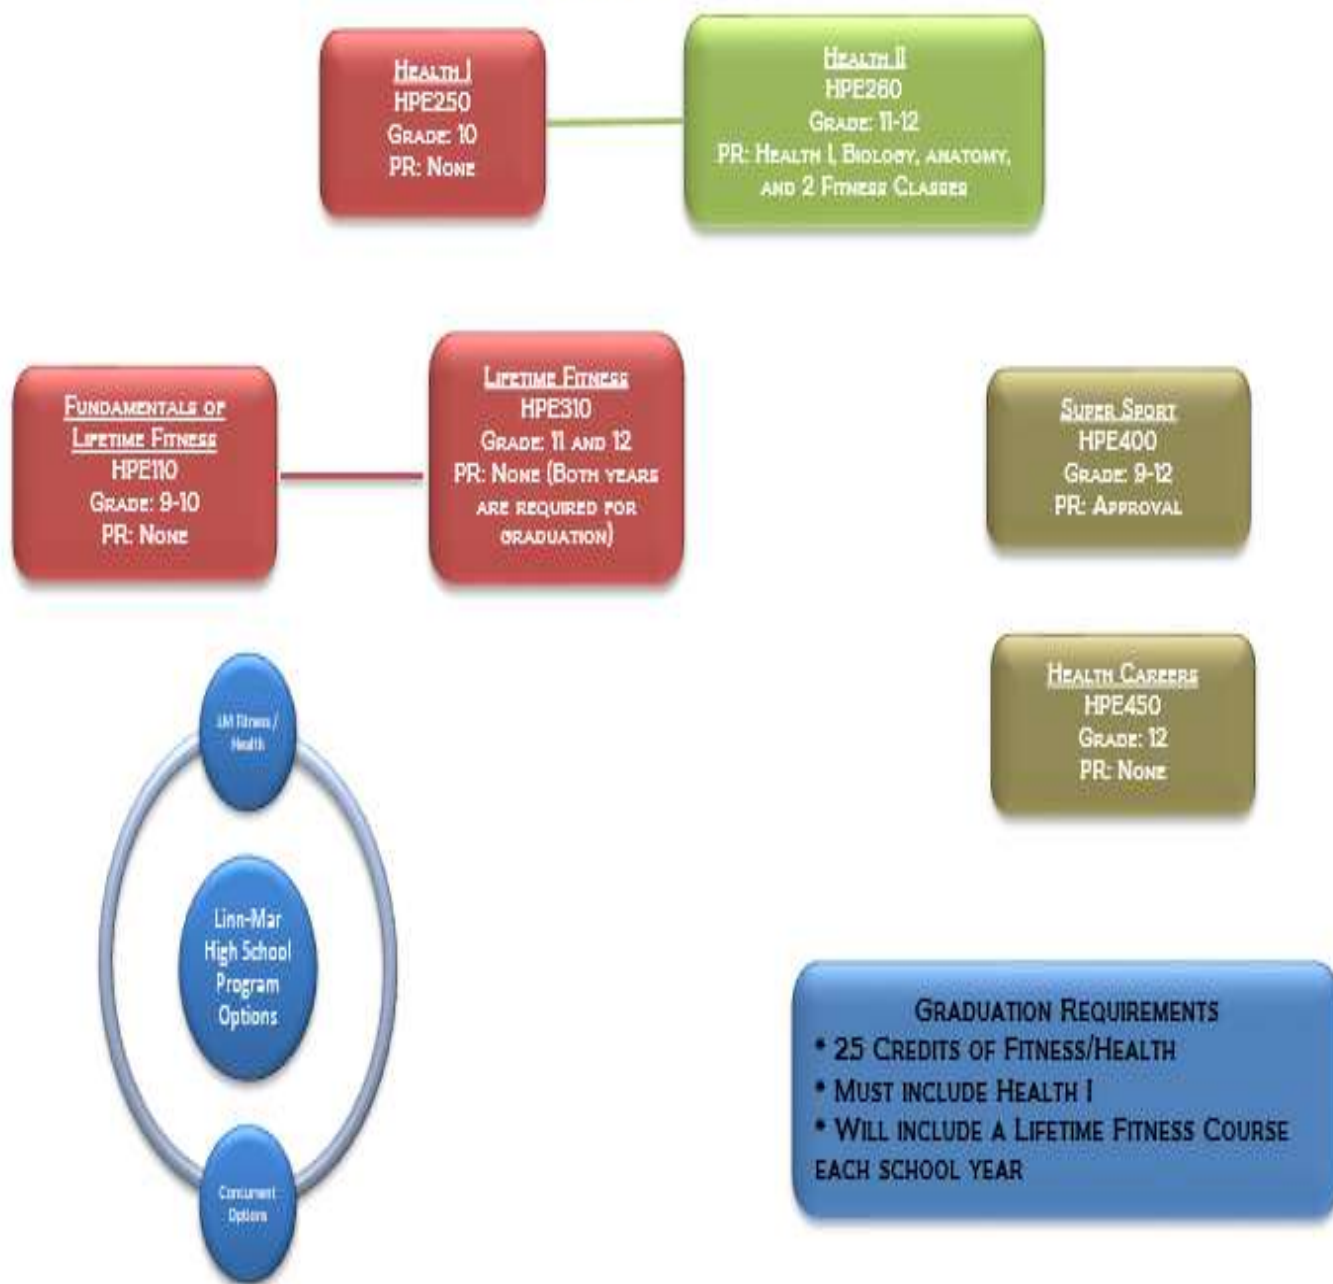 Health I
HPE250
Grade: 10
PR: None
Health II
HPE260
Grade: 11-12
PR: Health I, Biology, anatomy,
and 2 Fitness Classes
Fundamentals of
Lifetime Fitness
HPE110
Grade: 9-10
PR: None
Lifetime Fitness
HPE310
Grade: 11 and 12
PR: None (Both years
are required for
graduation)
Super Sport
HPE400
Grade: 9-12
PR: Approval
Health Careers
HPE450
Grade: 12
PR: None
LM Fitness /
Health
Linn-Mar
High School
Program
Options
Concurrent
Options
Graduation Requirements
* 25 Credits of Fitness/Health
* Must include Health I
* Will include a Lifetime Fitness Course
each school year